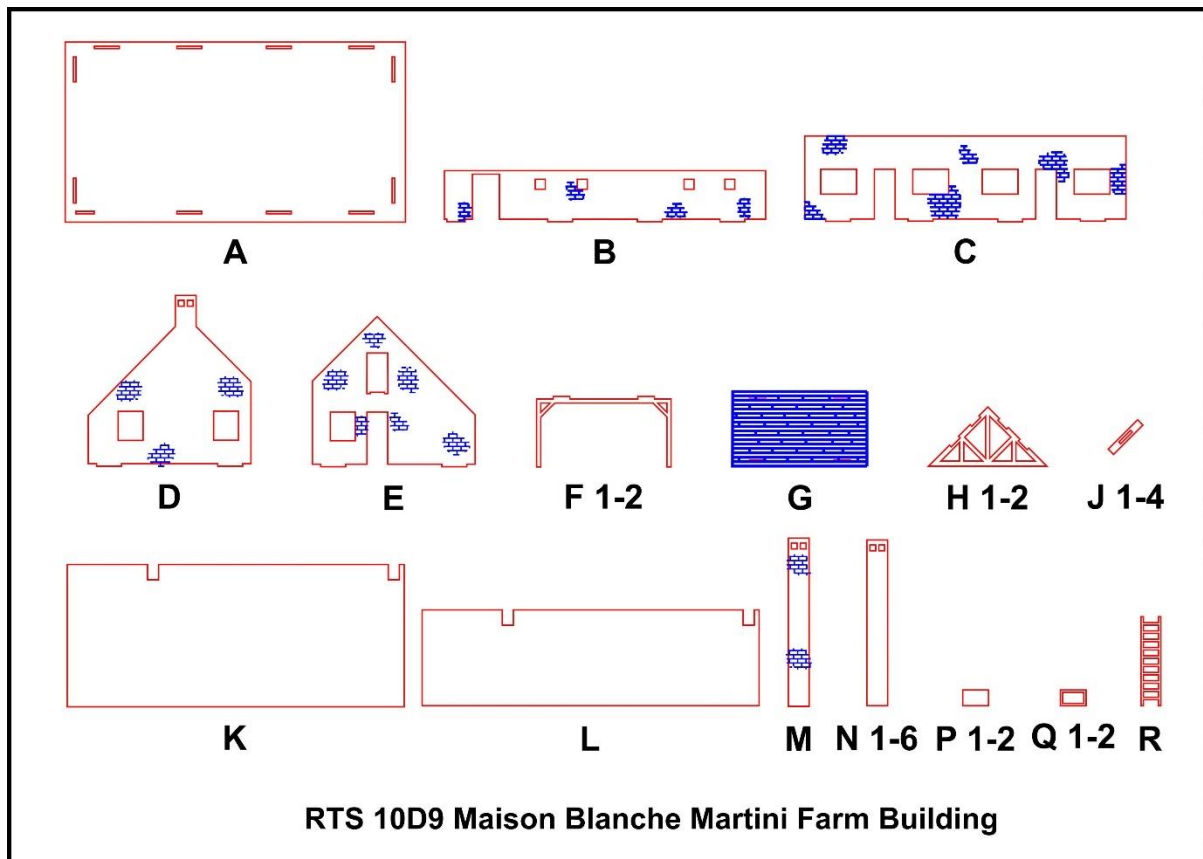 A
B
C
D
E
F 1-2
G
H 1-2
J 1-4
K
L
M
N 1-6
P 1-2
Q 1-2
R
RTS 10D9 Maison Blanche Martini Farm Building